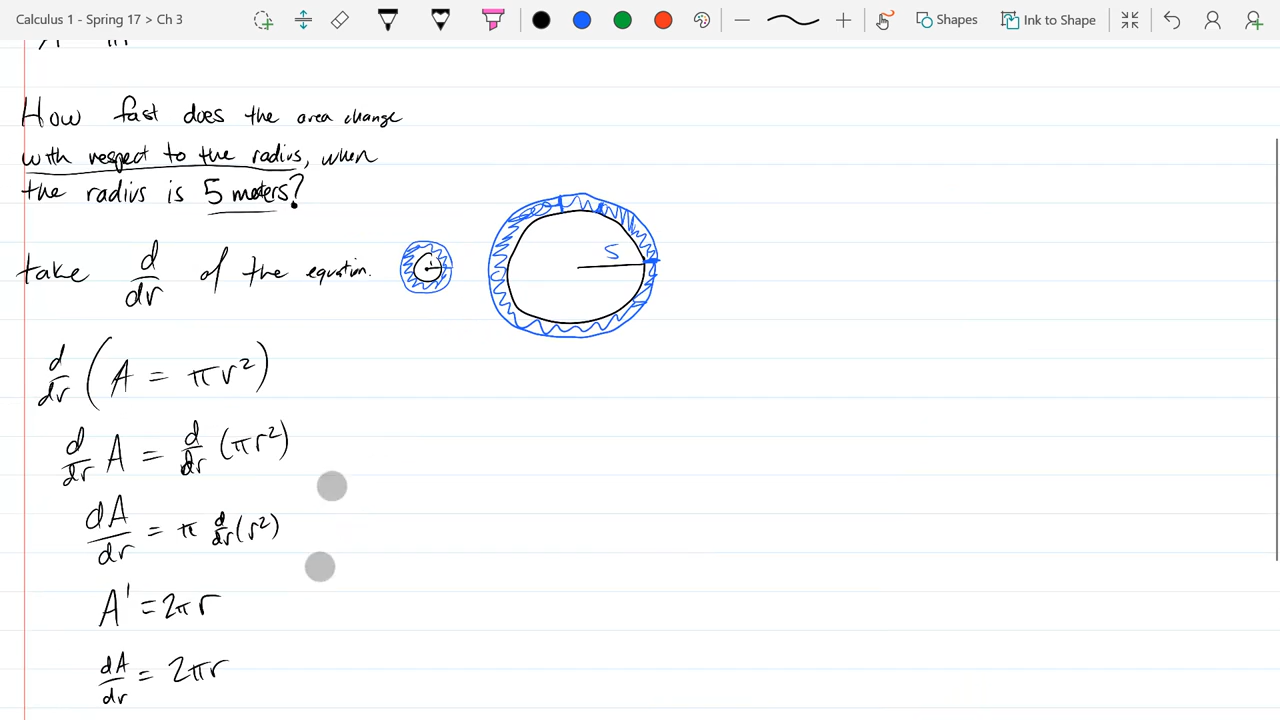 Calculus 1 - Spring 17 > Ch 3
Shapes
Ink to Shape
How fast does the area change
with respect to the radius, when
the radius is 5 meters?
take d/dr of the equation.
5
d/dr (A = πr²)
d/dr A = d/dr (πr²)
dA/dr = π d/dr (r²)
A' = 2πr
dA/dr = 2πr